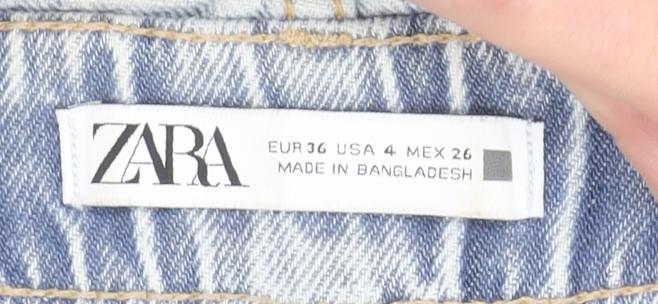 ZARA
EUR 36 USA 4 MEX 26
MADE IN BANGLADESH